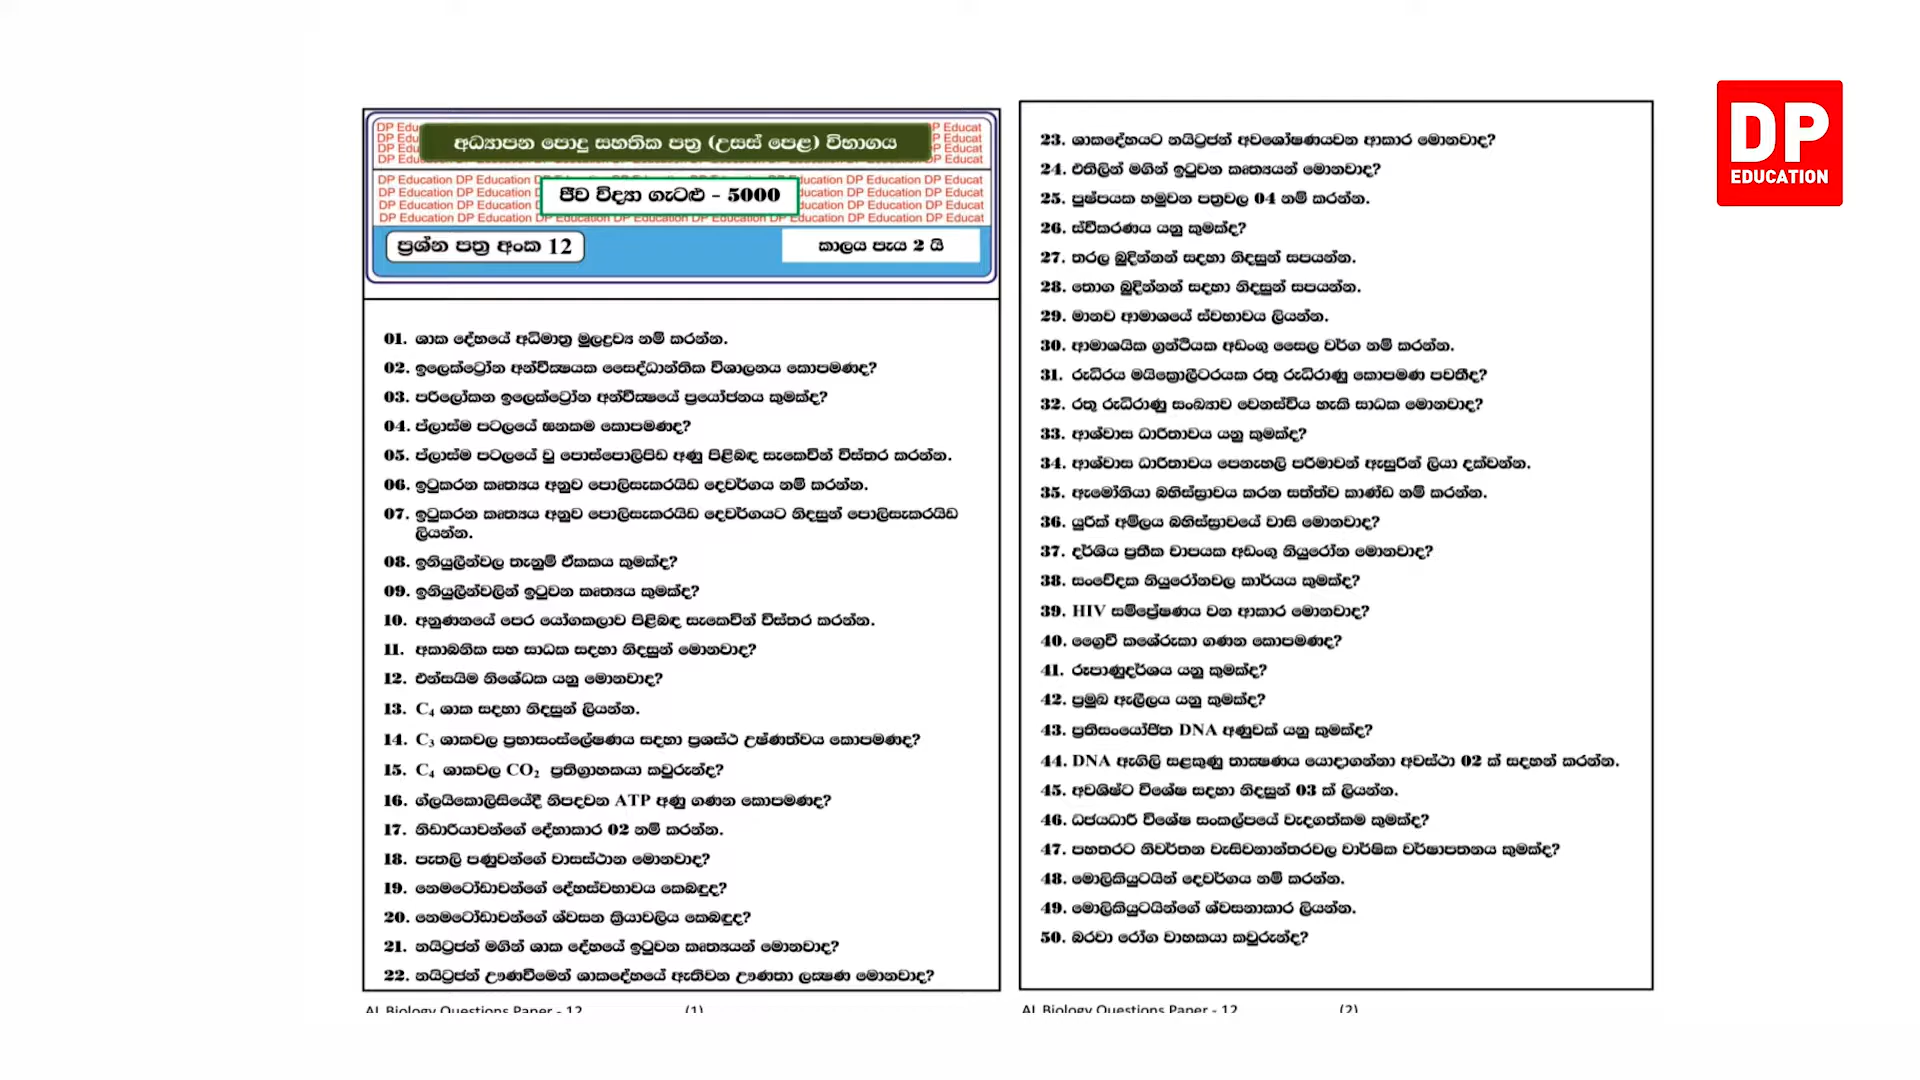 DP
EDUCATION
අධ්‍යාපන පොදු සහතික පත්‍ර (උසස් පෙළ) විභාගය
ජීව විද්‍යා ගැටළු - 5000
ප්‍රශ්න පත්‍ර අංක 12
කාලය පැය 2 යි
01. ශාක දේහයේ අධිමාත්‍ර මුලද්‍රව්‍ය නම් කරන්න.
02. ඉලෙක්ට්‍රෝන අන්වීක්‍ෂයක සෛද්ධාන්තික විශාලනය කොපමණද?
03. පරිලෝකන ඉලෙක්ට්‍රෝන අන්වීක්‍ෂයේ ප්‍රයෝජනය කුමක්ද?
04. ප්ලාස්ම පටලයේ ඝනකම කොපමණද?
05. ප්ලාස්ම පටලයේ වූ පොස්පොලිපිඩ අණු පිළිබඳ සැකෙවින් විස්තර කරන්න.
06. ඉටුකරන කෘත්‍යය අනුව පොලිසැකරයිඩ දෙවර්ගය නම් කරන්න.
07. ඉටුකරන කෘත්‍යය අනුව පොලිසැකරයිඩ දෙවර්ගයට නිදසුන් පොලිසැකරයිඩ
ලියන්න.
08. ඉනියුලීන්වල තැනුම් ඒකකය කුමක්ද?
09. ඉනියුලීන්වලින් ඉටුවන කෘත්‍යය කුමක්ද?
10. අනුණනයේ පෙර යෝගකලාව පිළිබඳ සැකෙවින් විස්තර කරන්න.
11. අකාබනික සහ සාධක සඳහා නිදසුන් මොනවාද?
12. එන්සයිම නිශේධක යනු මොනවාද?
13. C₄ ශාක සඳහා නිදසුන් ලියන්න.
14. C₃ ශාකවල ප්‍රභාසංස්ලේෂණය සඳහා ප්‍රශස්ථ උෂ්ණත්වය කොපමණද?
15. C₄ ශාකවල CO₂ ප්‍රතිග්‍රාහකයා කවුරුන්ද?
16. ග්ලයිකොලිසියේදී නිපදවන ATP අණු ගණන කොපමණද?
17. නිඩාරියාවන්ගේ දේහාකාර 02 නම් කරන්න.
18. පැතලි පණුවන්ගේ වාසස්ථාන මොනවාද?
19. නෙමටෝඩාවන්ගේ දේහස්වභාවය කෙබඳුද?
20. නෙමටෝඩාවන්ගේ ශ්වසන ක්‍රියාවලිය කෙබඳුද?
21. නයිට්‍රජන් මගින් ශාක දේහයේ ඉටුවන කෘත්‍යයන් මොනවාද?
22. නයිට්‍රජන් ඌණවීමෙන් ශාකදේහයේ ඇතිවන ඌණතා ලක්‍ෂණ මොනවාද?
AL Biology Questions Paper - 12 (1)
23. ශාකදේහයට නයිට්‍රජන් අවශෝෂණයවන ආකාර මොනවාද?
24. එතිලින් මගින් ඉටුවන කෘත්‍යයන් මොනවාද?
25. පුෂ්පයක හමුවන පත්‍රවල 04 නම් කරන්න.
26. ස්වීකරණය යනු කුමක්ද?
27. තරල බුදින්නන් සඳහා නිදසුන් සපයන්න.
28. තොග බුදින්නන් සඳහා නිදසුන් සපයන්න.
29. මානව ආමාශයේ ස්වභාවය ලියන්න.
30. ආමාශයික ග්‍රන්ථියක අඩංගු සෛල වර්ග නම් කරන්න.
31. රුධිරය මයික්‍රොලීටරයක රතු රුධිරාණු කොපමණ පවතීද?
32. රතු රුධිරාණු සංඛ්‍යාව වෙනස්විය හැකි සාධක මොනවාද?
33. ආශ්වාස ධාරිතාවය යනු කුමක්ද?
34. ආශ්වාස ධාරිතාවය පෙනැහලි පරිමාවන් ඇසුරින් ලියා දක්වන්න.
35. ඇමෝනියා බහිස්ස්‍රාවය කරන සත්ත්ව කාණ්ඩ නම් කරන්න.
36. යුරික් අම්ලය බහිස්ස්‍රාවයේ වාසි මොනවාද?
37. දර්ශීය ප්‍රතීක චාපයක අඩංගු නියුරෝන මොනවාද?
38. සංවේදක නියුරෝනවල කාර්යය කුමක්ද?
39. HIV සම්ප්‍රේෂණය වන ආකාර මොනවාද?
40. ග්‍රෛවී කශේරුකා ගණන කොපමණද?
41. රූපාණුදර්ශය යනු කුමක්ද?
42. ප්‍රමුඛ ඇලීලය යනු කුමක්ද?
43. ප්‍රතිසංයෝජිත DNA අණුවක් යනු කුමක්ද?
44. DNA ඇඟිලි සළකුණු තාක්‍ෂණය යොදාගන්නා අවස්ථා 02 ක් සඳහන් කරන්න.
45. අවශිෂ්ට විශේෂ සඳහා නිදසුන් 03 ක් ලියන්න.
46. ධජයධාරී විශේෂ සංකල්පයේ වැදගත්කම කුමක්ද?
47. පහතරට නිවර්තන වැසිවනාන්තරවල වාර්ෂික වර්ෂාපතනය කුමක්ද?
48. මොලිකියුටයින් දෙවර්ගය නම් කරන්න.
49. මොලිකියුටයින්ගේ ශ්වසනාකාර ලියන්න.
50. බරවා රෝග වාහකයා කවුරුන්ද?
AL Biology Questions Paper - 12 (2)